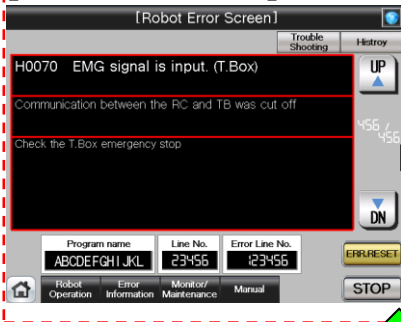 [Robot Error Screen]
Trouble
Shooting
Histroy
H0070 EMG signal is input. (T.Box)
UP
Communication between the RC and TB was cut off
456 /
456
Check the T.Box emergency stop
DN
Program name
Line No.
Error Line No.
ABCDEFGHIJKL
23456
123456
ERR.RESET
Robot
Operation
Error
Information
Monitor/
Maintenance
Manual
STOP